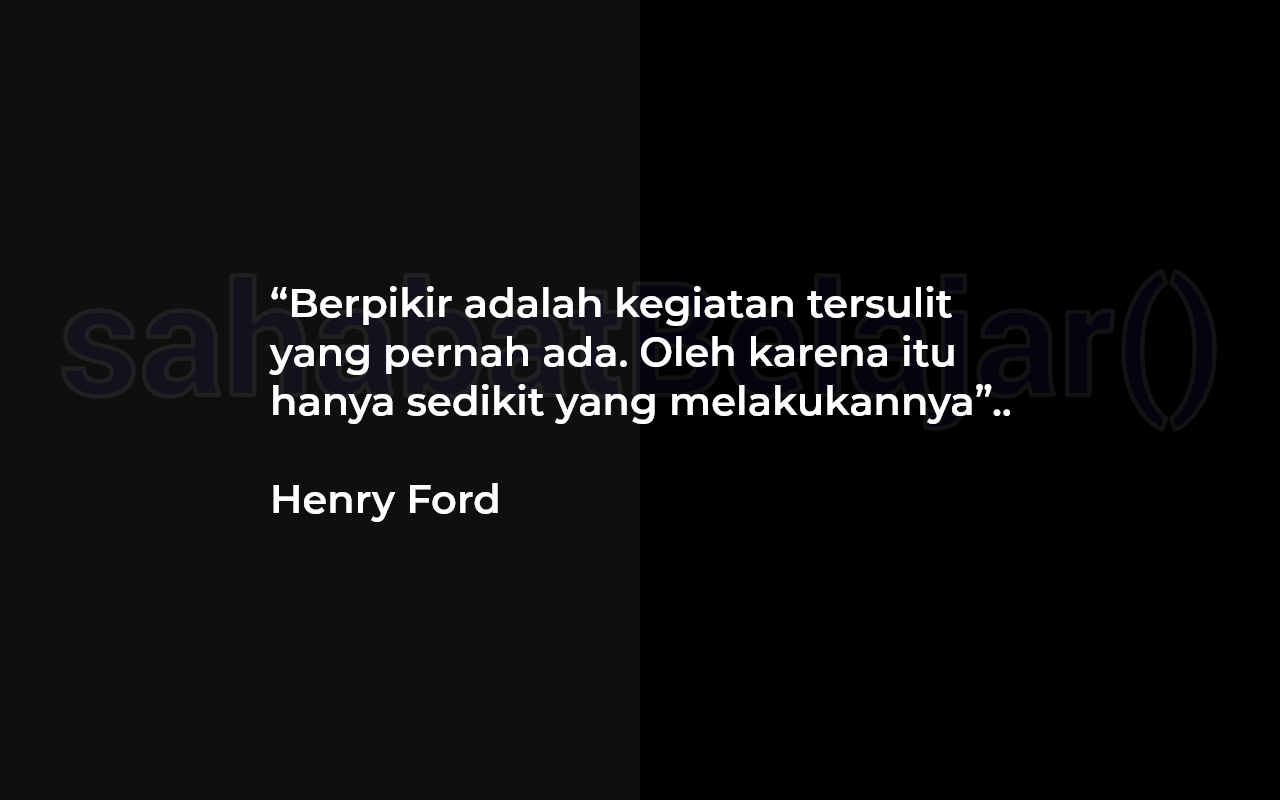 sahabatBelajar()
“Berpikir adalah kegiatan tersulit
yang pernah ada. Oleh karena itu
hanya sedikit yang melakukannya”..
Henry Ford